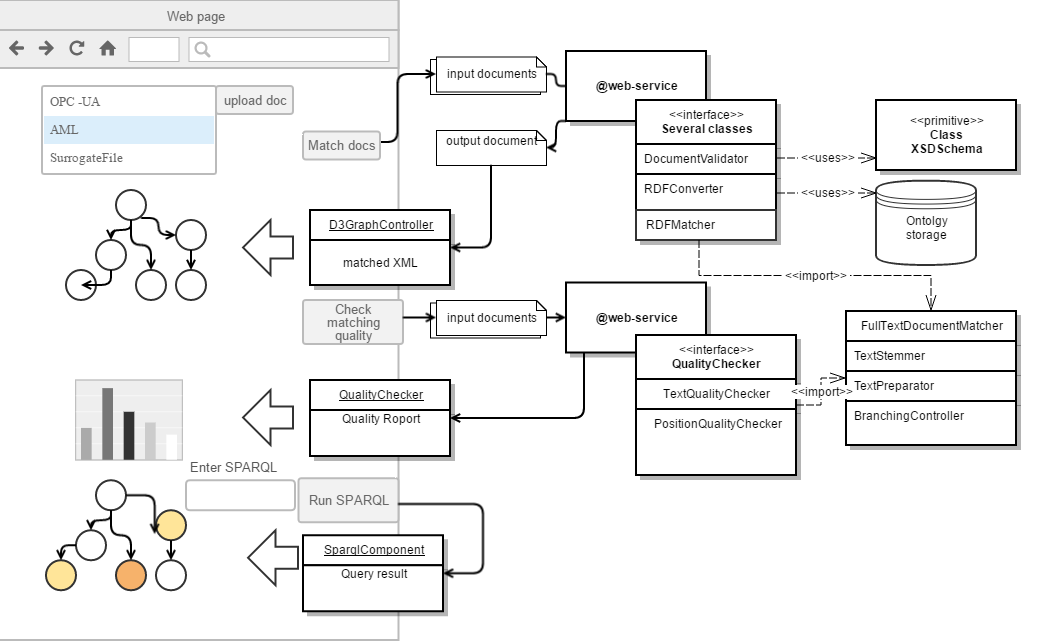 Web page
OPC -UA
AML
SurrogateFile
upload doc
Match docs
input documents
output document
@web-service
<<interface>>
Several classes
DocumentValidator
RDFConverter
RDFMatcher
<<uses>>
<<uses>>
<<primitive>>
Class
XSDSchema
Ontolgy
storage
D3GraphController
matched XML
<<import>>
Check
matching
quality
input documents
@web-service
<<interface>>
QualityChecker
TextQualityChecker
PositionQualityChecker
<<import>>
FullTextDocumentMatcher
TextStemmer
TextPreparator
BranchingController
QualityChecker
Quality Roport
Enter SPARQL
Run SPARQL
SparqlComponent
Query result